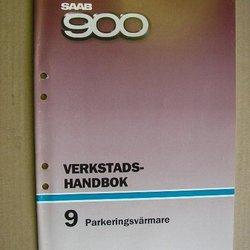 SAAB
900
VERKSTADS-
HANDBOK
9 Parkeringsvärmare